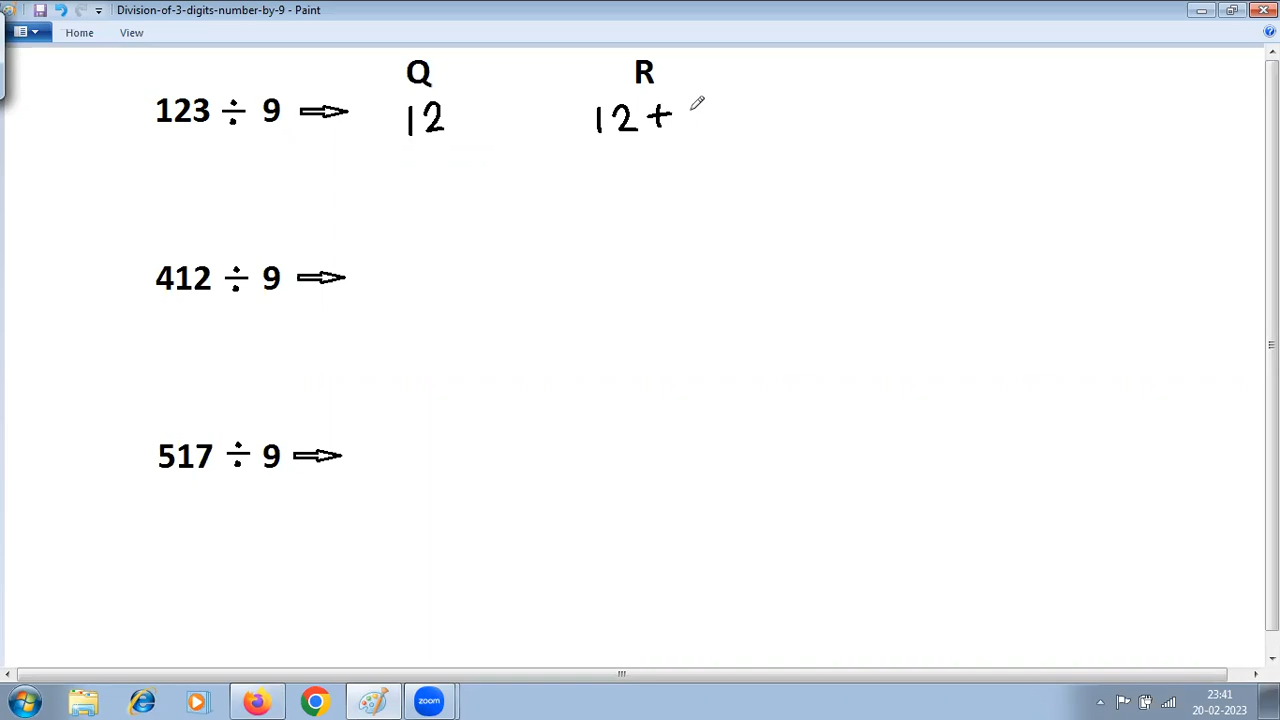 Division-of-3-digits-number-by-9 - Paint
Home View
Q R
123 ÷ 9 ⇒ 12 12 +
412 ÷ 9 ⇒
517 ÷ 9 ⇒
zoom
23:41
20-02-2023